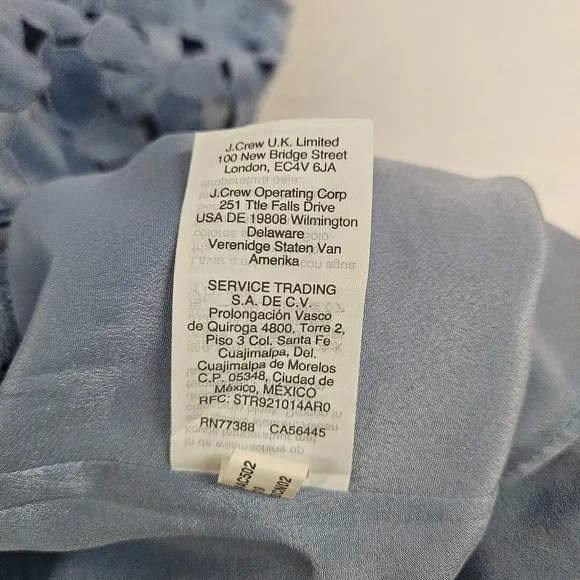 J.Crew U.K. Limited
100 New Bridge Street
London, EC4V 6JA
J.Crew Operating Corp
251 Ttle Falls Drive
USA DE 19808 Wilmington
Delaware
Verenidge Staten Van
Amerika
SERVICE TRADING
S.A. DE C.V.
Prolongación Vasco
de Quiroga 4800, Torre 2,
Piso 3 Col. Santa Fe
Cuajimalpa, Del.
Cuajimalpa de Morelos
C.P. 05348, Ciudad de
México, MÉXICO
RFC: STR921014AR0
RN77388 CA56445